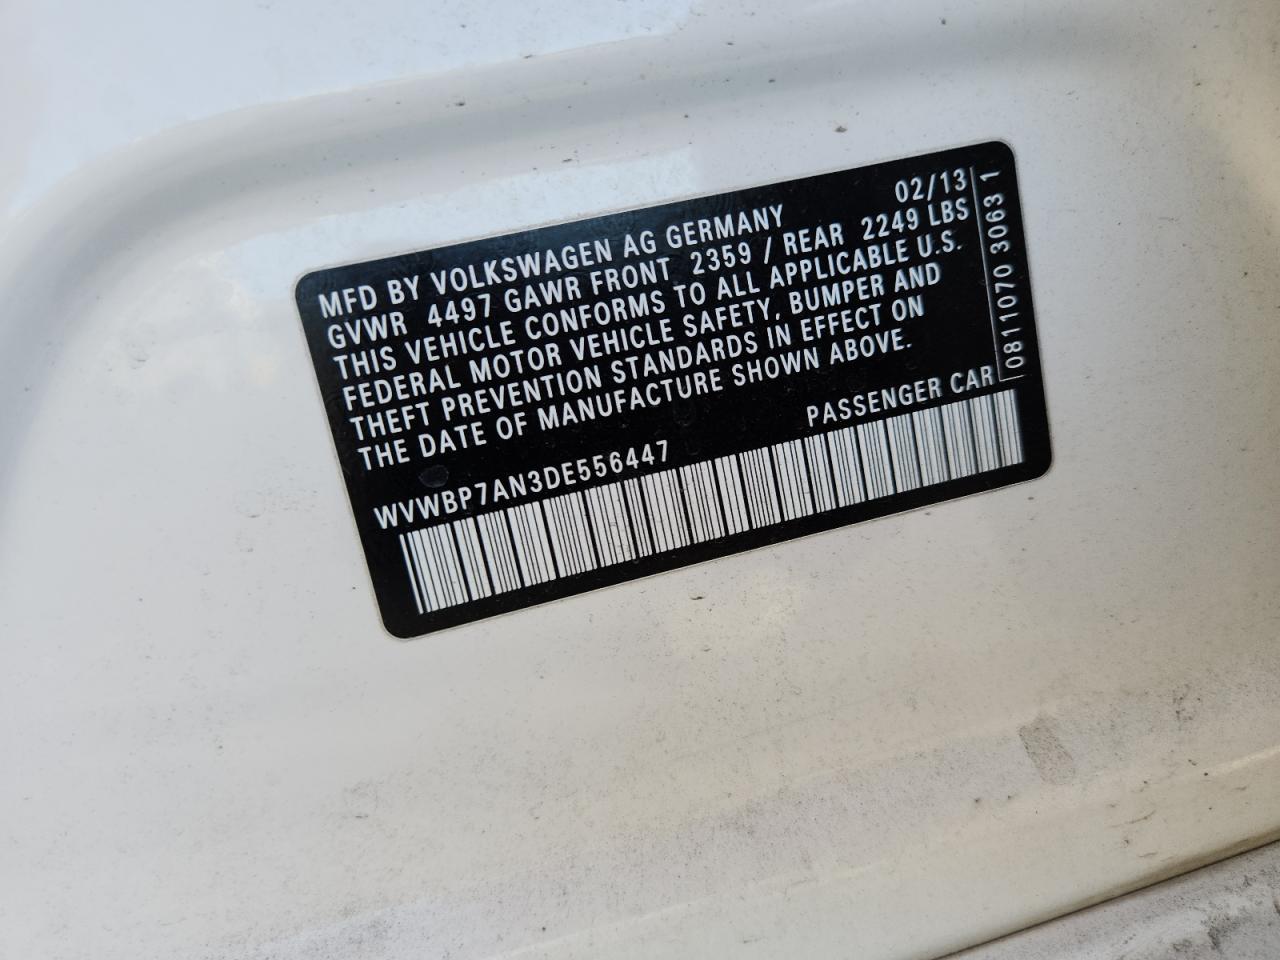 MFD BY VOLKSWAGEN AG GERMANY 02/13
GVWR 4497 GAWR FRONT 2359 / REAR 2249 LBS
THIS VEHICLE CONFORMS TO ALL APPLICABLE U.S.
FEDERAL MOTOR VEHICLE SAFETY, BUMPER AND
THEFT PREVENTION STANDARDS IN EFFECT ON
THE DATE OF MANUFACTURE SHOWN ABOVE.
WVWBP7AN3DE556447 PASSENGER CAR
0811070 3063 1